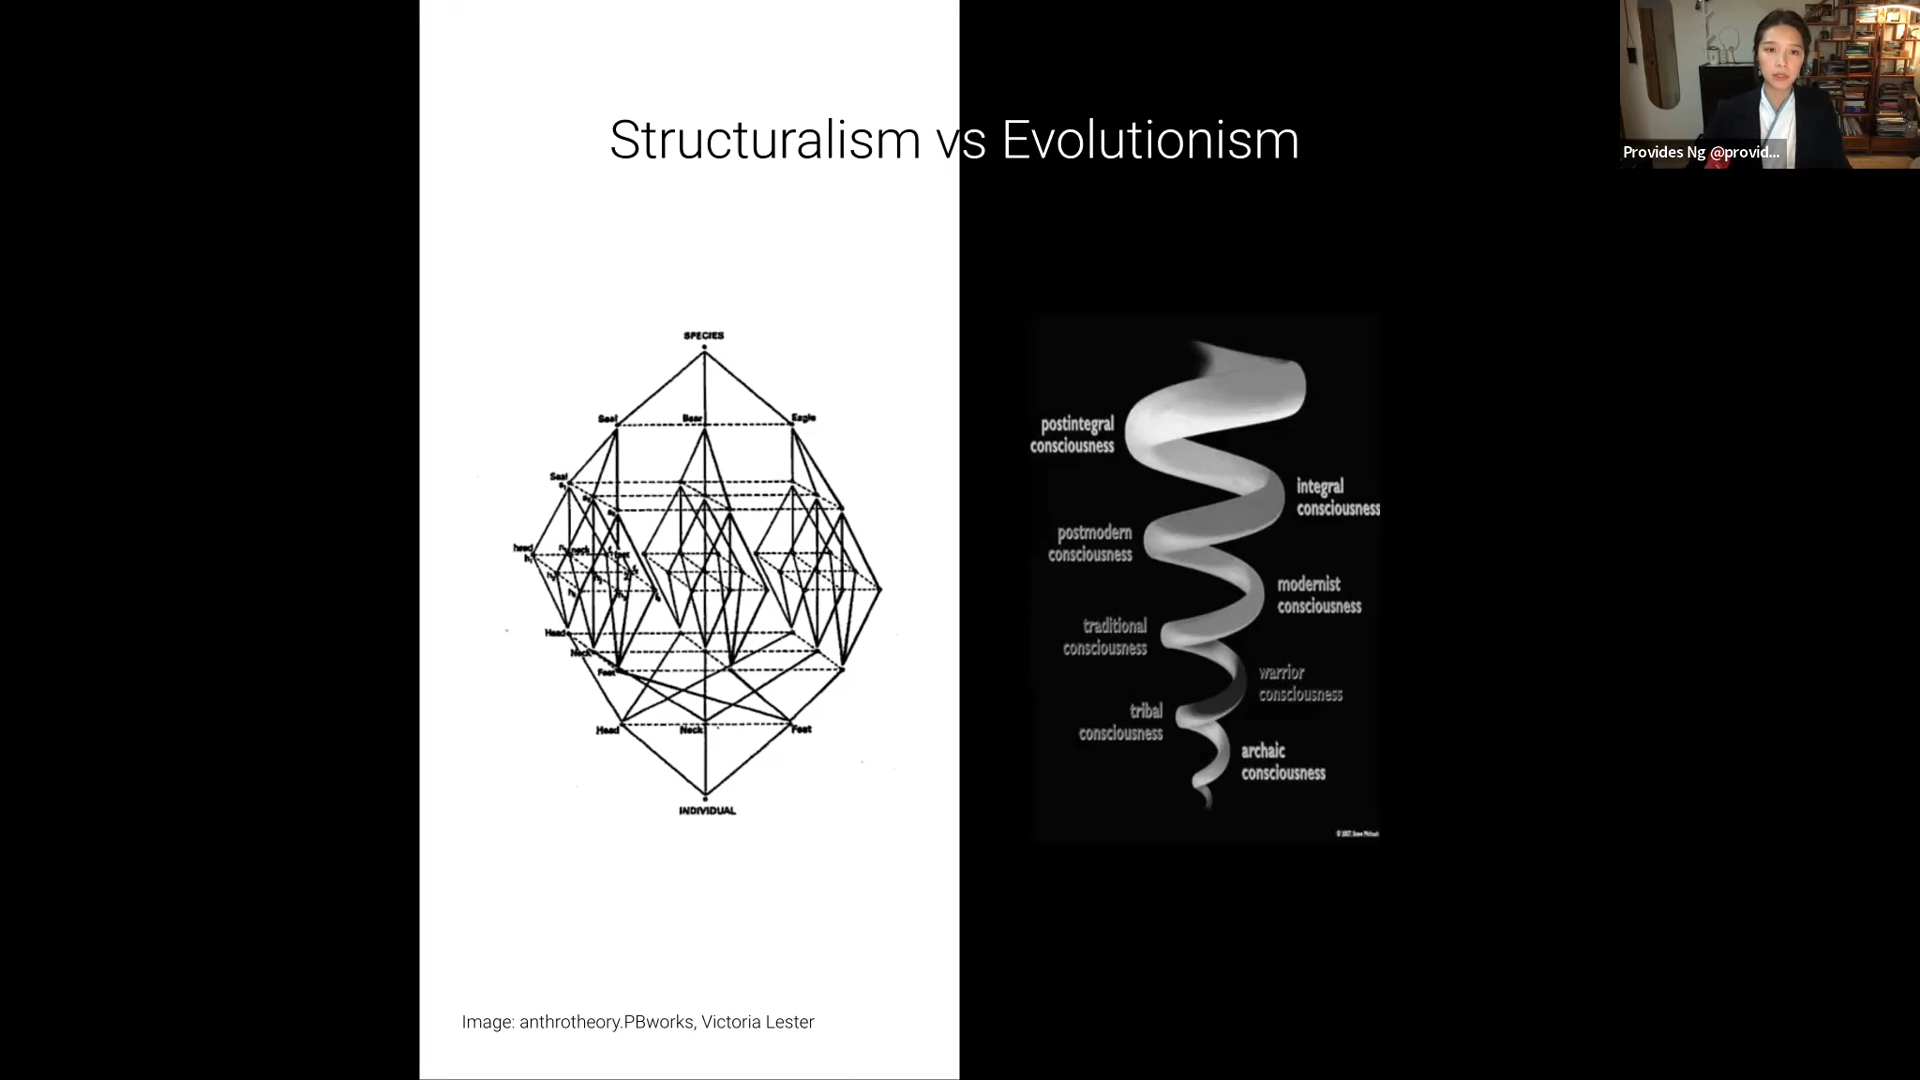 Structuralism vs Evolutionism
Provides Ng @provid...
SPECIES
Seal
Bear
Eagle
Seal
head
neck
feet
Head
Neck
Feet
Head
Neck
Feet
INDIVIDUAL
Image: anthrotheory.PBworks, Victoria Lester
postintegral
consciousness
integral
consciousness
postmodern
consciousness
modernist
consciousness
traditional
consciousness
warrior
consciousness
tribal
consciousness
archaic
consciousness